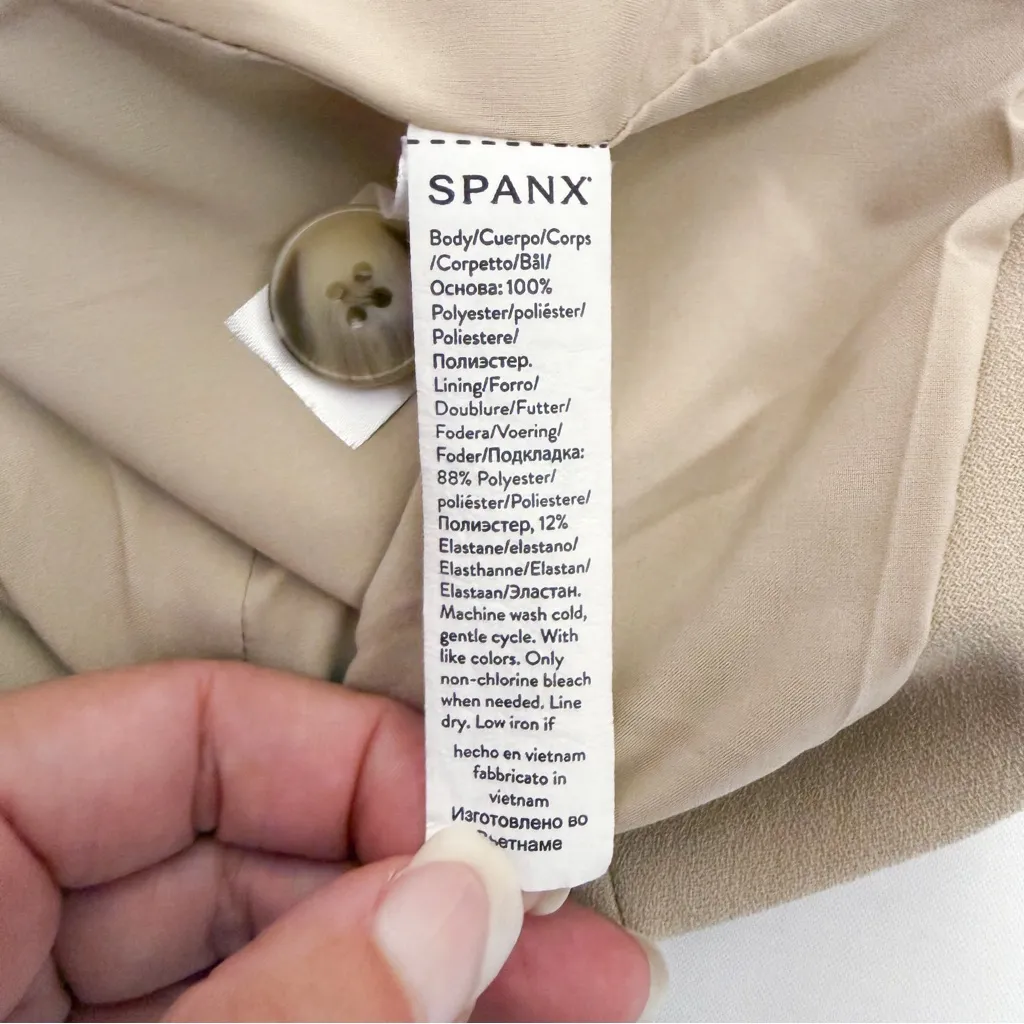 SPANX
Body/Cuerpo/Corps
/Corpetto/Bål/
Основа: 100%
Polyester/poliéster/
Poliestere/
Полиэстер.
Lining/Forro/
Doublure/Futter/
Fodera/Voering/
Foder/Подкладка:
88% Polyester/
poliéster/Poliestere/
Полиэстер, 12%
Elastane/elastano/
Elasthanne/Elastan/
Elastaan/Эластан.
Machine wash cold,
gentle cycle. With
like colors. Only
non-chlorine bleach
when needed. Line
dry. Low iron if
hecho en vietnam
fabbricato in
vietnam
Изготовлено во
Вьетнаме